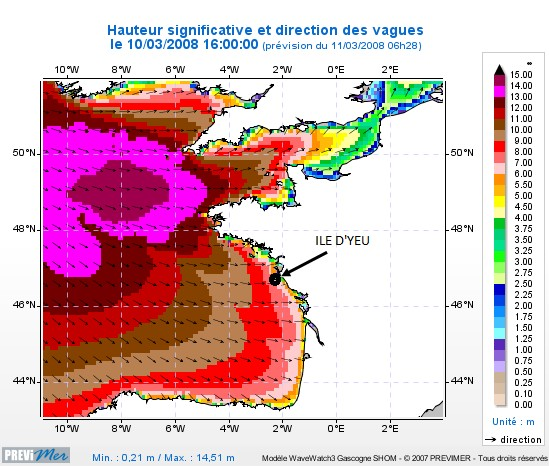 Hauteur significative et direction des vagues
le 10/03/2008 16:00:00 (prévision du 11/03/2008 06h28)
10°W 8°W 6°W 4°W 2°W 0°E 2°E
∞
15.00
14.00
13.00
12.00
11.00
10.00
9.00
8.00
7.00
6.00
5.50
5.00
4.50
4.00
3.75
3.50
3.25
3.00
2.75
2.50
2.25
2.00
1.75
1.50
1.25
1.00
0.75
0.50
0.25
0.10
0.00
50°N 50°N
48°N 48°N
ILE D'YEU
46°N 46°N
44°N 44°N
10°W 8°W 6°W 4°W 2°W 0°E 2°E
Unité : m
direction
PREVIMER
Min. : 0,21 m / Max. : 14,51 m
Modèle WaveWatch3 Gascogne SHOM - © 2007 PREVIMER - Tous droits réservés